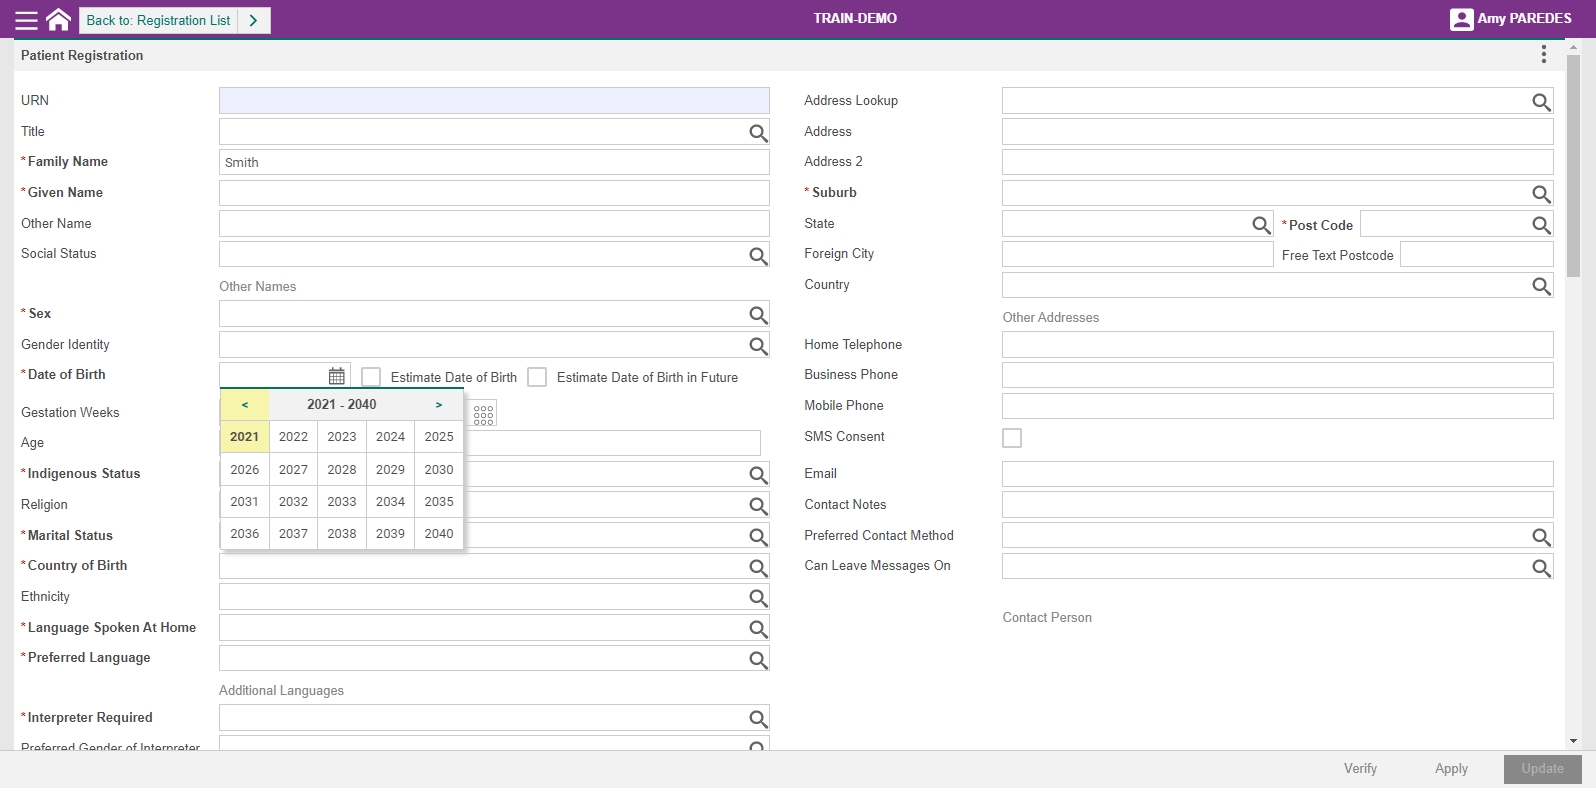 Back to: Registration List >
TRAIN-DEMO
Amy PAREDES
Patient Registration
URN
Title
* Family Name
Smith
* Given Name
Other Name
Social Status
Other Names
* Sex
Gender Identity
* Date of Birth
Estimate Date of Birth
Estimate Date of Birth in Future
< 2021 - 2040 >
2021 2022 2023 2024 2025
2026 2027 2028 2029 2030
2031 2032 2033 2034 2035
2036 2037 2038 2039 2040
Gestation Weeks
Age
* Indigenous Status
Religion
* Marital Status
* Country of Birth
Ethnicity
* Language Spoken At Home
* Preferred Language
Additional Languages
* Interpreter Required
Preferred Gender of Interpreter
Address Lookup
Address
Address 2
* Suburb
State
* Post Code
Foreign City
Free Text Postcode
Country
Other Addresses
Home Telephone
Business Phone
Mobile Phone
SMS Consent
Email
Contact Notes
Preferred Contact Method
Can Leave Messages On
Contact Person
Verify
Apply
Update